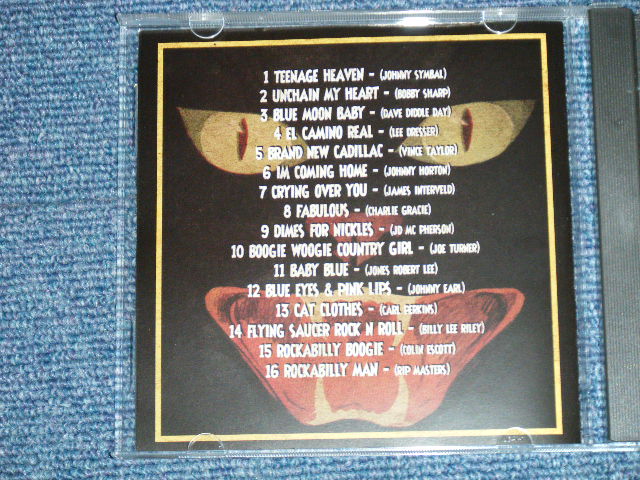 1 TEENAGE HEAVEN - (JOHNNY SYMBAL)
2 UNCHAIN MY HEART - (BOBBY SHARP)
3 BLUE MOON BABY - (DAVE DIDDLE DAY)
4 EL CAMINO REAL - (LEE DRESSER)
5 BRAND NEW CADILLAC - (VINCE TAYLOR)
6 IM COMING HOME - (JOHNNY HORTON)
7 CRYING OVER YOU - (JAMES INTERVELD)
8 FABULOUS - (CHARLIE GRACIE)
9 DIMES FOR NICKLES - (JD MC PHERSON)
10 BOOGIE WOOGIE COUNTRY GIRL - (JOE TURNER)
11 BABY BLUE - (JONES ROBERT LEE)
12 BLUE EYES & PINK LIPS - (JOHNNY EARL)
13 CAT CLOTHES - (CARL PERKINS)
14 FLYING SAUCER ROCK N ROLL - (BILLY LEE RILEY)
15 ROCKABILLY BOOGIE - (COLIN ESCOTT)
16 ROCKABILLY MAN - (RIP MASTERS)